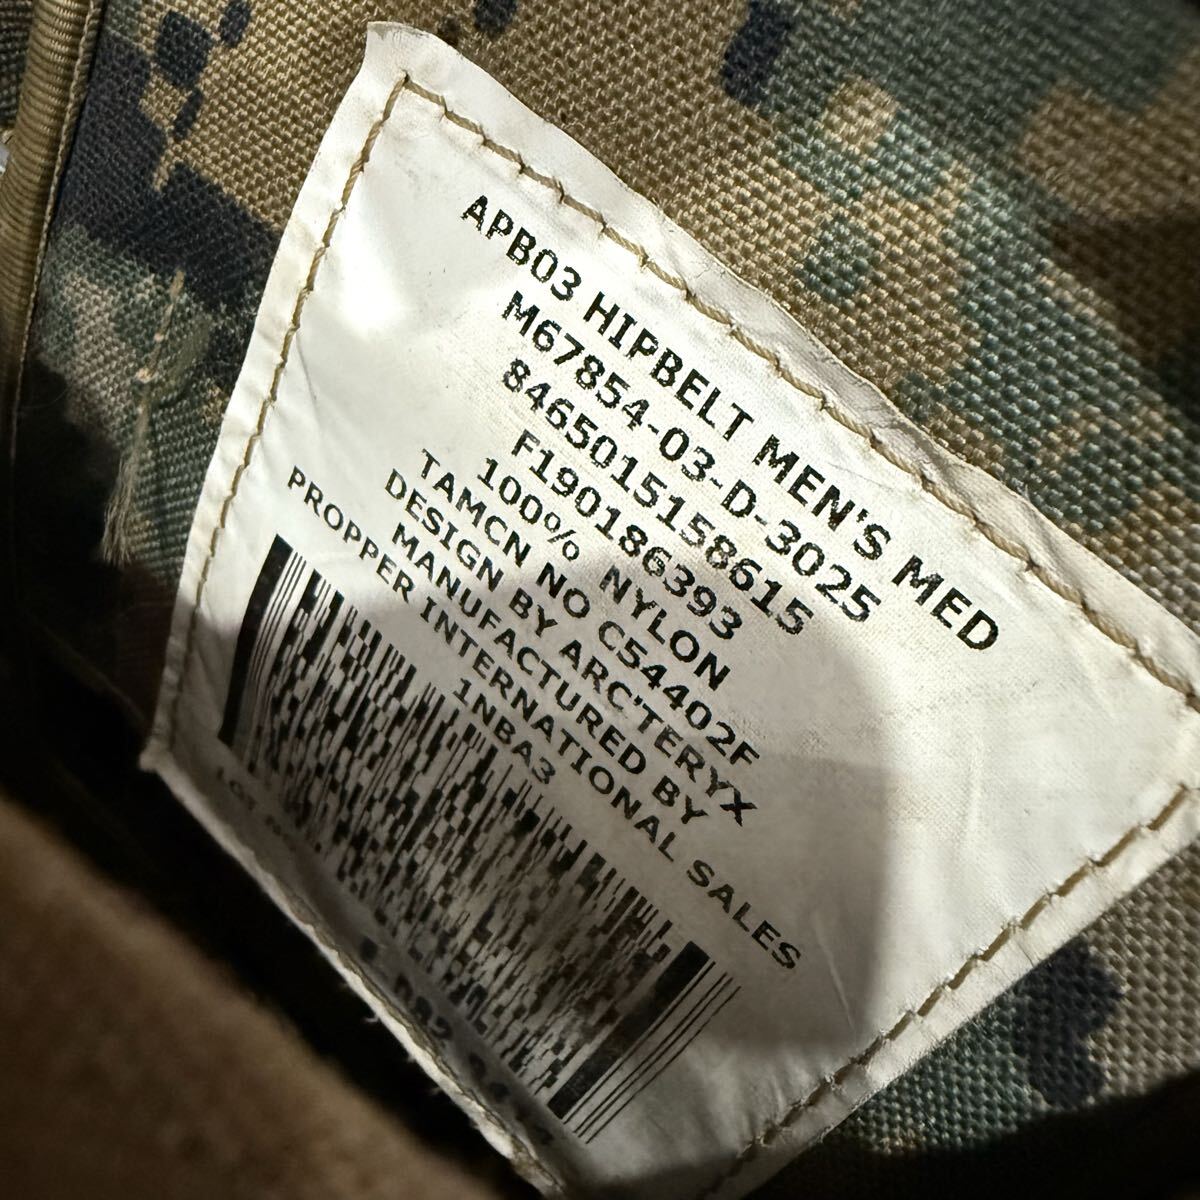 APB03 HIPBELT MEN'S MED
M67854-03-D-3025
8465015158615
F190186393
100% NYLON
TAMCN NO C54402F
DESIGN BY ARC'TERYX
MANUFACTURED BY
PROPPER INTERNATIONAL SALES
1NBA3